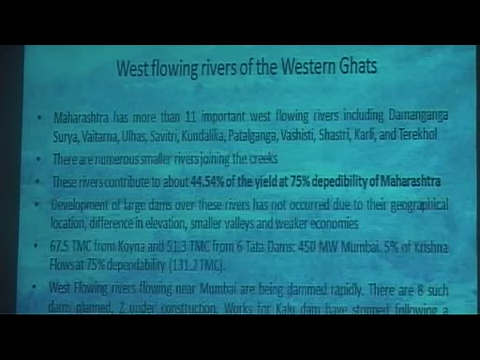 West flowing rivers of the Western Ghats
• Maharashtra has more than 11 important west flowing rivers including Damanganga
Surya, Vaitarna, Ulhas, Savitri, Kundalika, Patalganga, Vashisti, Shastri, Karli, and Terekhol
• There are numerous smaller rivers joining the creeks
• These rivers contribute to about 44.54% of the yield at 75% depedibility of Maharashtra
• Development of large dams over these rivers has not occurred due to their geographical
location, difference in elevation, smaller valleys and weaker economies
• 67.5 TMC from Koyna and 51.3 TMC from 6 Tata Dams: 450 MW Mumbai. 5% of Krishna
Flows at 75% dependability (131.2 TMC).
• West Flowing rivers flowing near Mumbai are being dammed rapidly. There are 8 such
dams planned, 2 under construction. Works for Kalu dam have stopped following a